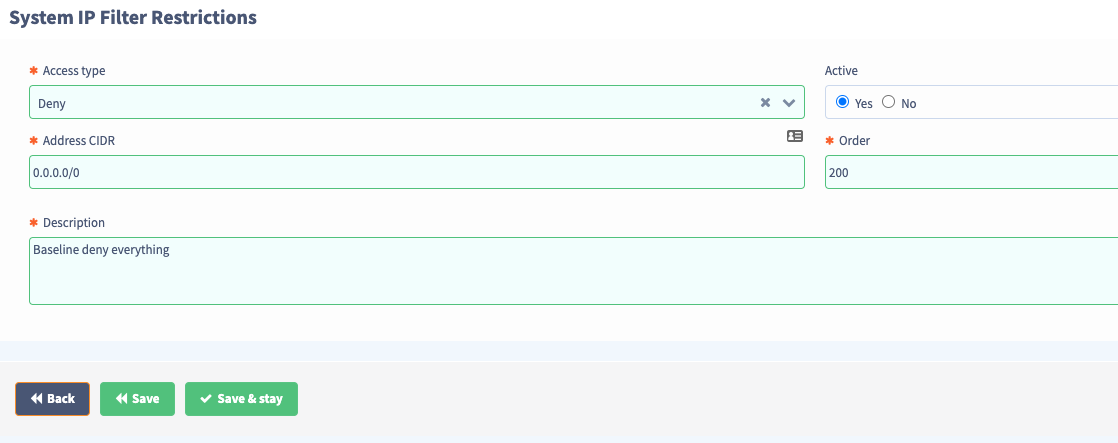 System IP Filter Restrictions
✱ Access type
Active
Deny
Yes No
✱ Address CIDR
✱ Order
0.0.0.0/0
200
✱ Description
Baseline deny everything
Back Save Save & stay